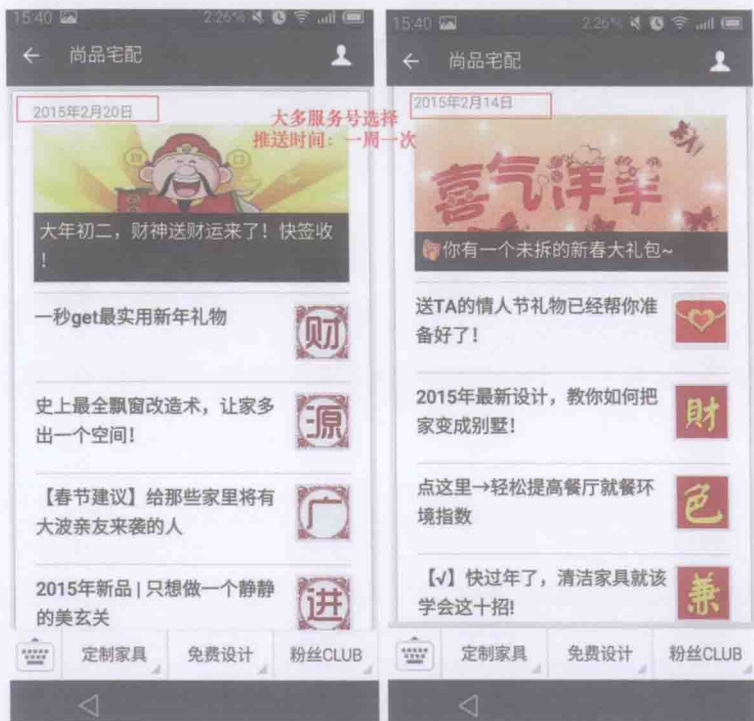 15:40 2.26%
尚品宅配
2015年2月20日
大年初二，财神送财运来了！快签收
！
一秒get最实用新年礼物
财
史上最全飘窗改造术，让家多
出一个空间！
源
【春节建议】给那些家里将有
大波亲友来袭的人
广
2015年新品 | 只想做一个静静
的美玄关
进
定制家具 免费设计 粉丝CLUB
大多服务号选择
推送时间：一周一次
15:40 2.26%
尚品宅配
2015年2月14日
喜气洋羊
你有一个未拆的新春大礼包~
送TA的情人节礼物已经帮你准
备好了！
2015年最新设计，教你如何把
家变成别墅！
財
点这里→轻松提高餐厅就餐环
境指数
色
【√】快过年了，清洁家具就该
学会这十招!
兼
定制家具 免费设计 粉丝CLUB